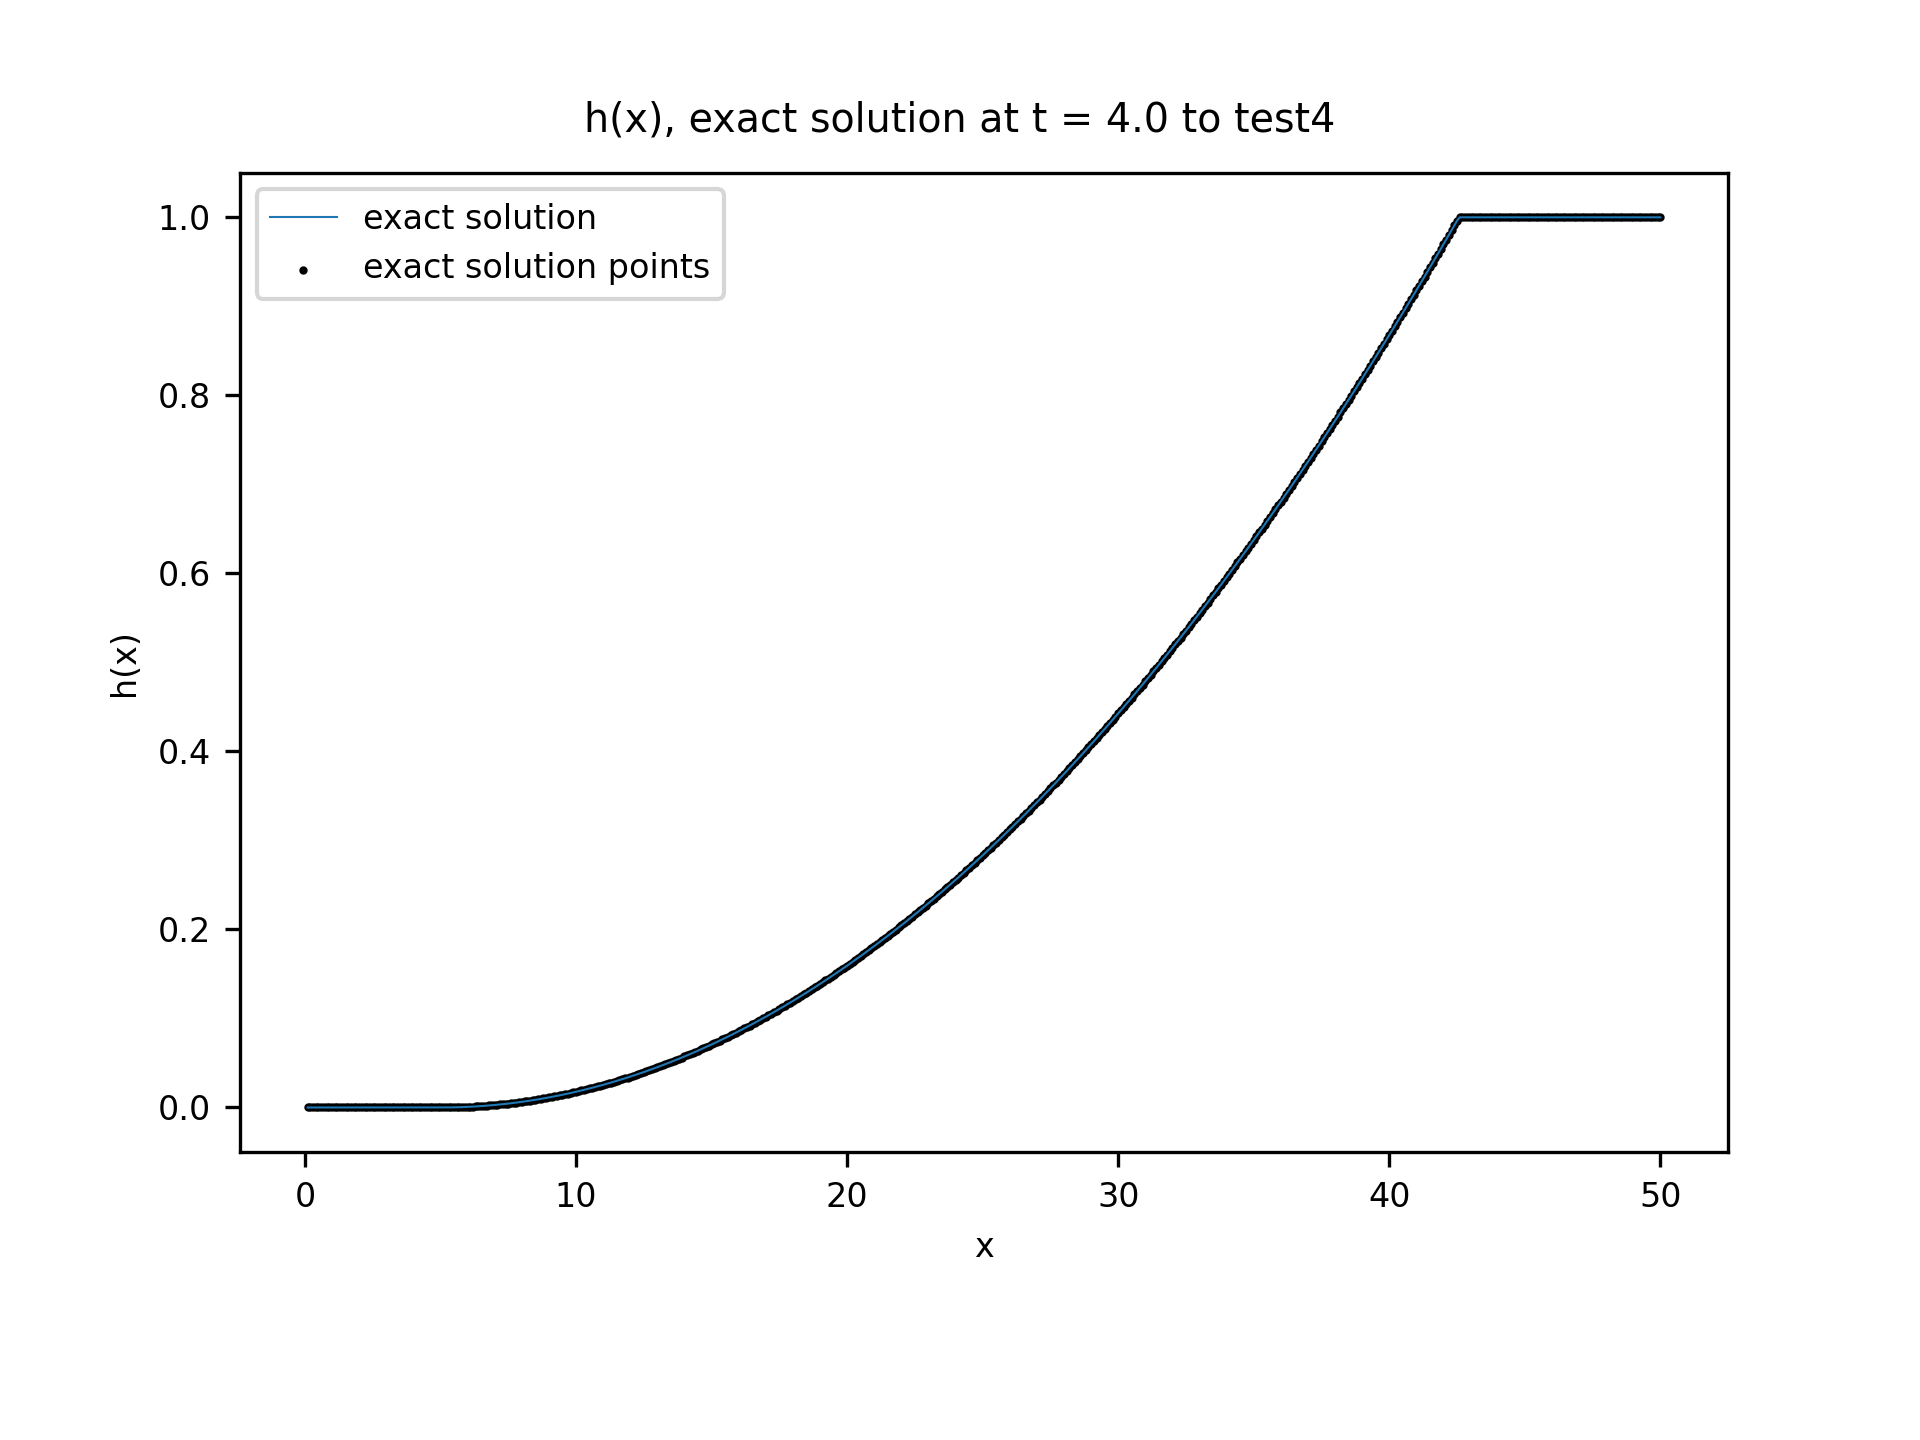 h(x), exact solution at t = 4.0 to test4
exact solution
exact solution points
1.0
0.8
0.6
0.4
0.2
0.0
h(x)
0 10 20 30 40 50
x